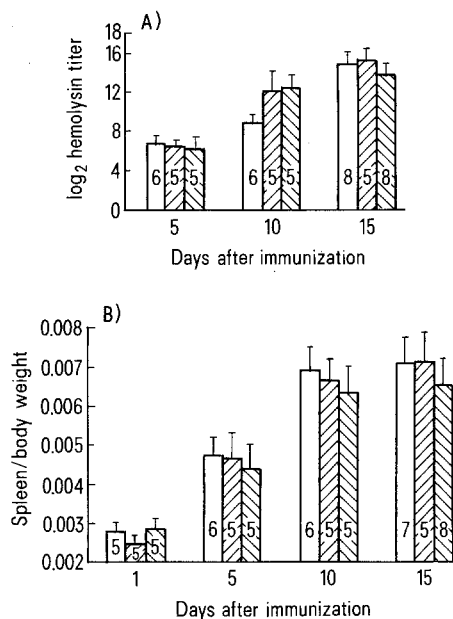 A)
log2 hemolysin titer
18
16
12
8
4
0
6 5 5
6 5 5
8 5 8
5 10 15
Days after immunization
B)
Spleen/body weight
0.008
0.007
0.006
0.005
0.004
0.003
0.002
5 5 5
6 5 5
6 5 5
7 5 8
1 5 10 15
Days after immunization